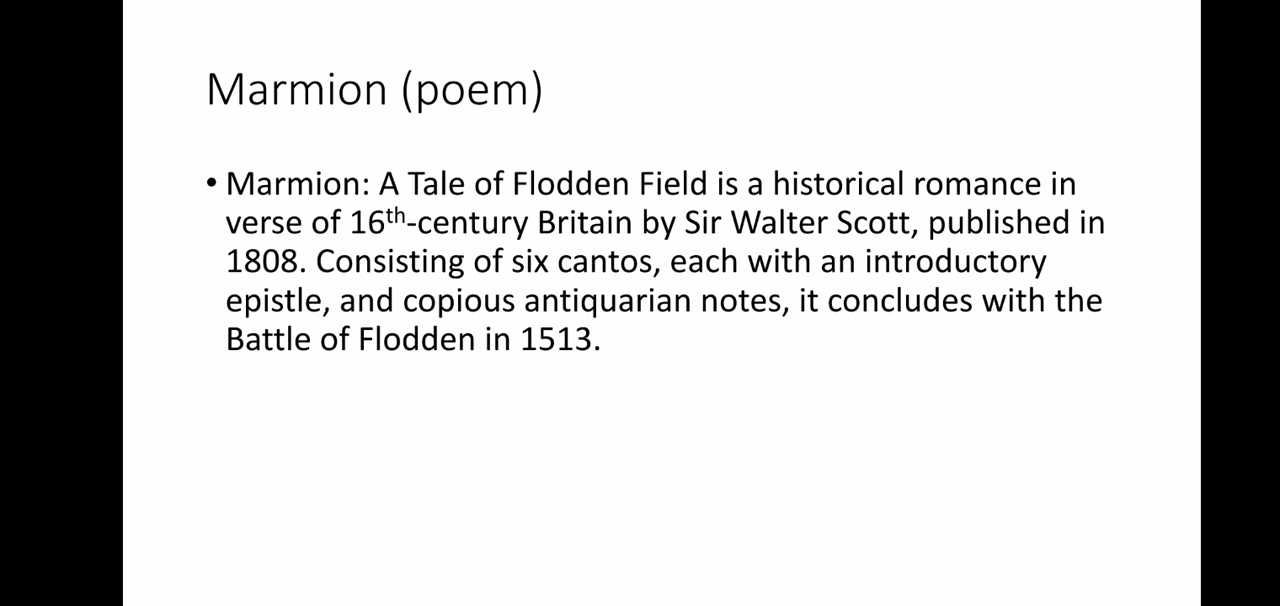 Marmion (poem)
• Marmion: A Tale of Flodden Field is a historical romance in
verse of 16th-century Britain by Sir Walter Scott, published in
1808. Consisting of six cantos, each with an introductory
epistle, and copious antiquarian notes, it concludes with the
Battle of Flodden in 1513.